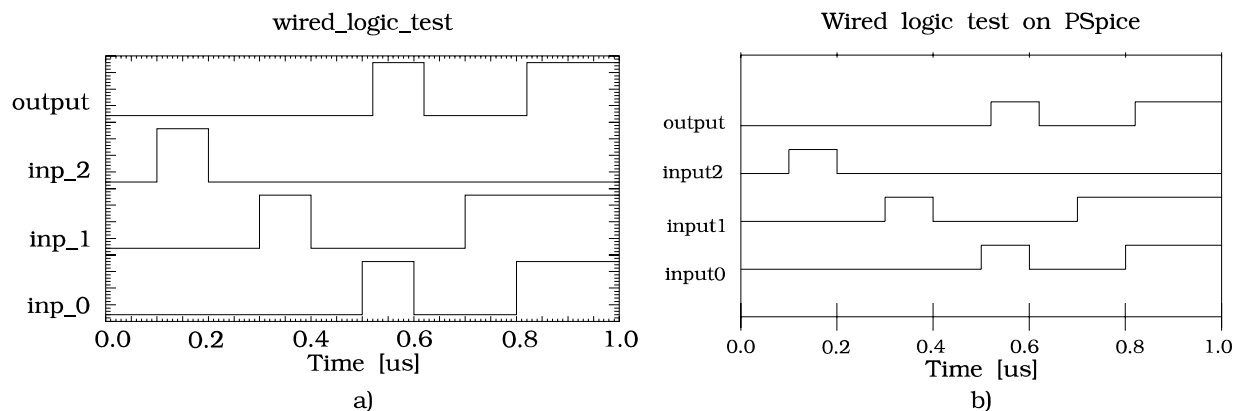 wired_logic_test
output
inp_2
inp_1
inp_0
0.0 0.2 0.4 0.6 0.8 1.0
Time [us]
a)
Wired logic test on PSpice
output
input2
input1
input0
0.0 0.2 0.4 0.6 0.8 1.0
Time [us]
b)